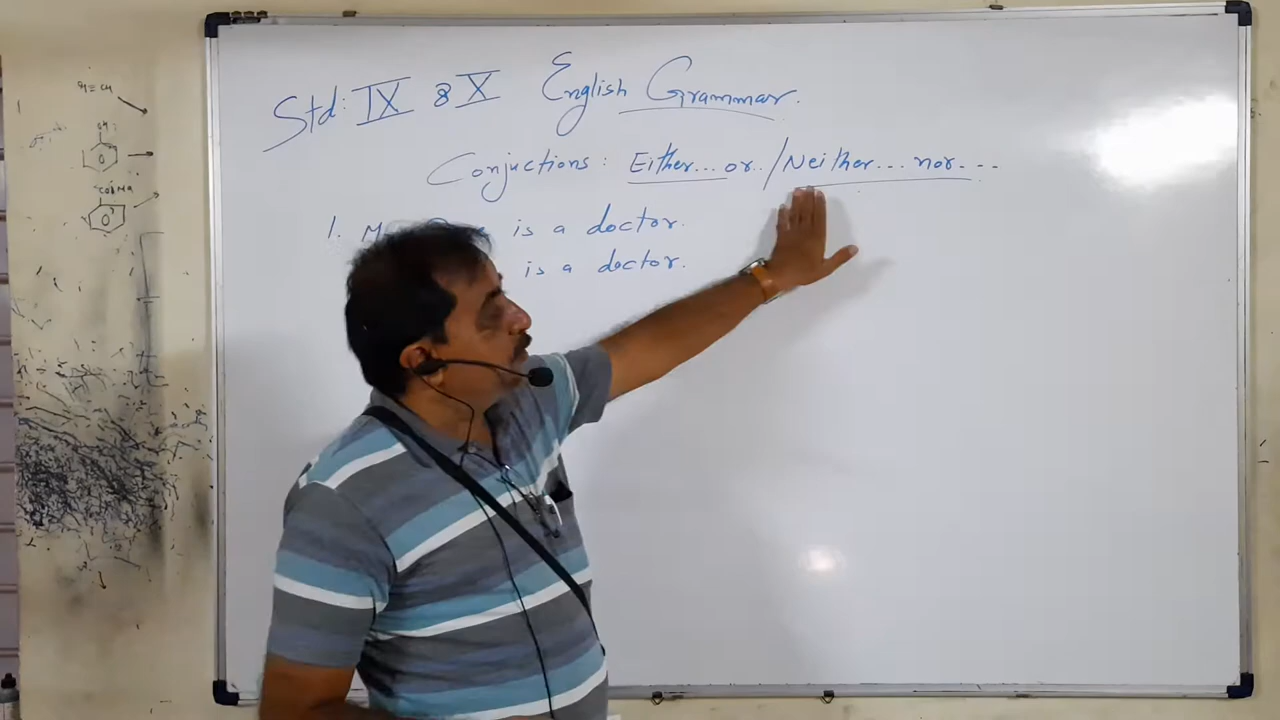 Std: IX & X English Grammar.
Conjuctions: Either... or.. / Neither... nor....
1. is a doctor.
is a doctor.